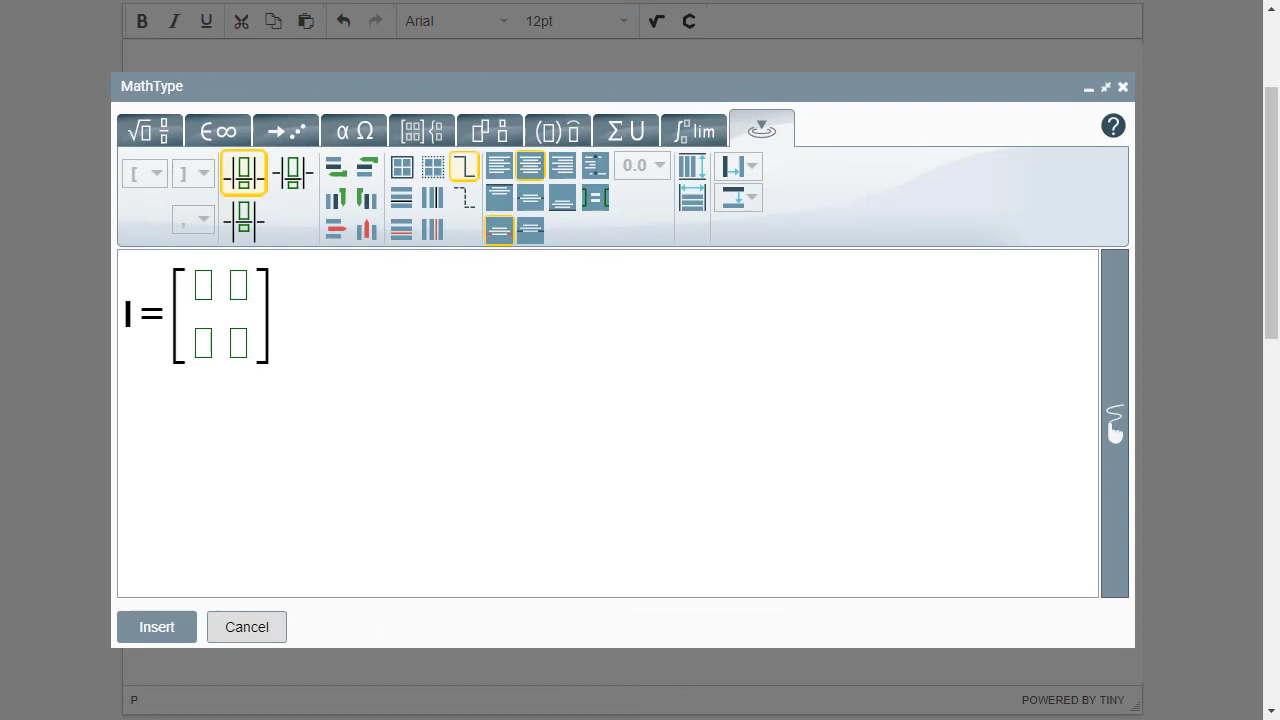 B I U Arial 12pt √ C
MathType
√▯ ▯/▯ ∈∞ →⋰ α Ω (▯) Σ U ∫ lim ?
[ ] 0.0
,
I = [ ]
Insert Cancel
P POWERED BY TINY